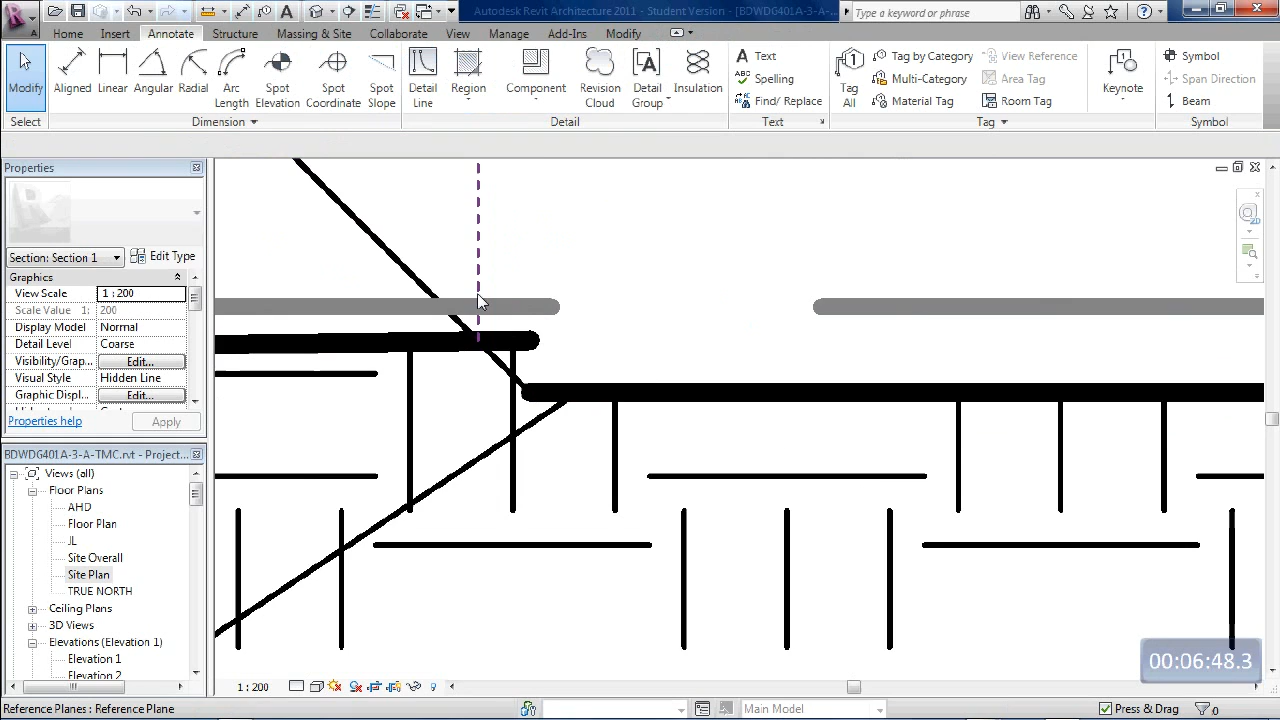 Autodesk Revit Architecture 2011 - Student Version - [BDWDG401A-3-A-...
Type a keyword or phrase
Home Insert Annotate Structure Massing & Site Collaborate View Manage Add-Ins Modify
Modify Aligned Linear Angular Radial Arc Length Spot Elevation Spot Coordinate Spot Slope Detail Line Region Component Revision Cloud Detail Group Insulation
Text
Spelling
Find/ Replace
Tag All
Tag by Category
Multi-Category
Material Tag
View Reference
Area Tag
Room Tag
Keynote
Symbol
Span Direction
Beam
Select Dimension Detail Text Tag Symbol
Properties
Section: Section 1 Edit Type
Graphics
View Scale 1 : 200
Scale Value 1: 200
Display Model Normal
Detail Level Coarse
Visibility/Grap... Edit...
Visual Style Hidden Line
Graphic Displ... Edit...
Properties help Apply
BDWDG401A-3-A-TMC.rvt - Projec...
Views (all)
Floor Plans
AHD
Floor Plan
JL
Site Overall
Site Plan
TRUE NORTH
Ceiling Plans
3D Views
Elevations (Elevation 1)
Elevation 1
Elevation 2
1 : 200
00:06:48.3
Reference Planes : Reference Plane
Main Model
Press & Drag
:0